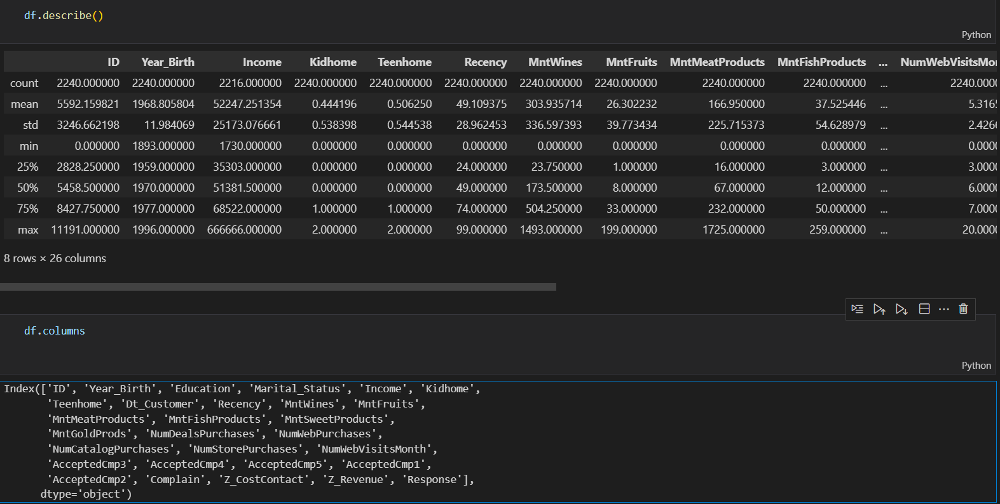 df.describe()
Python
ID Year_Birth Income Kidhome Teenhome Recency MntWines MntFruits MntMeatProducts MntFishProducts ... NumWebVisitsMo
count 2240.000000 2240.000000 2216.000000 2240.000000 2240.000000 2240.000000 2240.000000 2240.000000 2240.000000 2240.000000 ... 2240.000
mean 5592.159821 1968.805804 52247.251354 0.444196 0.506250 49.109375 303.935714 26.302232 166.950000 37.525446 ... 5.316
std 3246.662198 11.984069 25173.076661 0.538398 0.544538 28.962453 336.597393 39.773434 225.715373 54.628979 ... 2.426
min 0.000000 1893.000000 1730.000000 0.000000 0.000000 0.000000 0.000000 0.000000 0.000000 0.000000 ... 0.000
25% 2828.250000 1959.000000 35303.000000 0.000000 0.000000 24.000000 23.750000 1.000000 16.000000 3.000000 ... 3.000
50% 5458.500000 1970.000000 51381.500000 0.000000 0.000000 49.000000 173.500000 8.000000 67.000000 12.000000 ... 6.000
75% 8427.750000 1977.000000 68522.000000 1.000000 1.000000 74.000000 504.250000 33.000000 232.000000 50.000000 ... 7.000
max 11191.000000 1996.000000 666666.000000 2.000000 2.000000 99.000000 1493.000000 199.000000 1725.000000 259.000000 ... 20.000
8 rows × 26 columns
df.columns
Python
Index(['ID', 'Year_Birth', 'Education', 'Marital_Status', 'Income', 'Kidhome',
'Teenhome', 'Dt_Customer', 'Recency', 'MntWines', 'MntFruits',
'MntMeatProducts', 'MntFishProducts', 'MntSweetProducts',
'MntGoldProds', 'NumDealsPurchases', 'NumWebPurchases',
'NumCatalogPurchases', 'NumStorePurchases', 'NumWebVisitsMonth',
'AcceptedCmp3', 'AcceptedCmp4', 'AcceptedCmp5', 'AcceptedCmp1',
'AcceptedCmp2', 'Complain', 'Z_CostContact', 'Z_Revenue', 'Response'],
dtype='object')